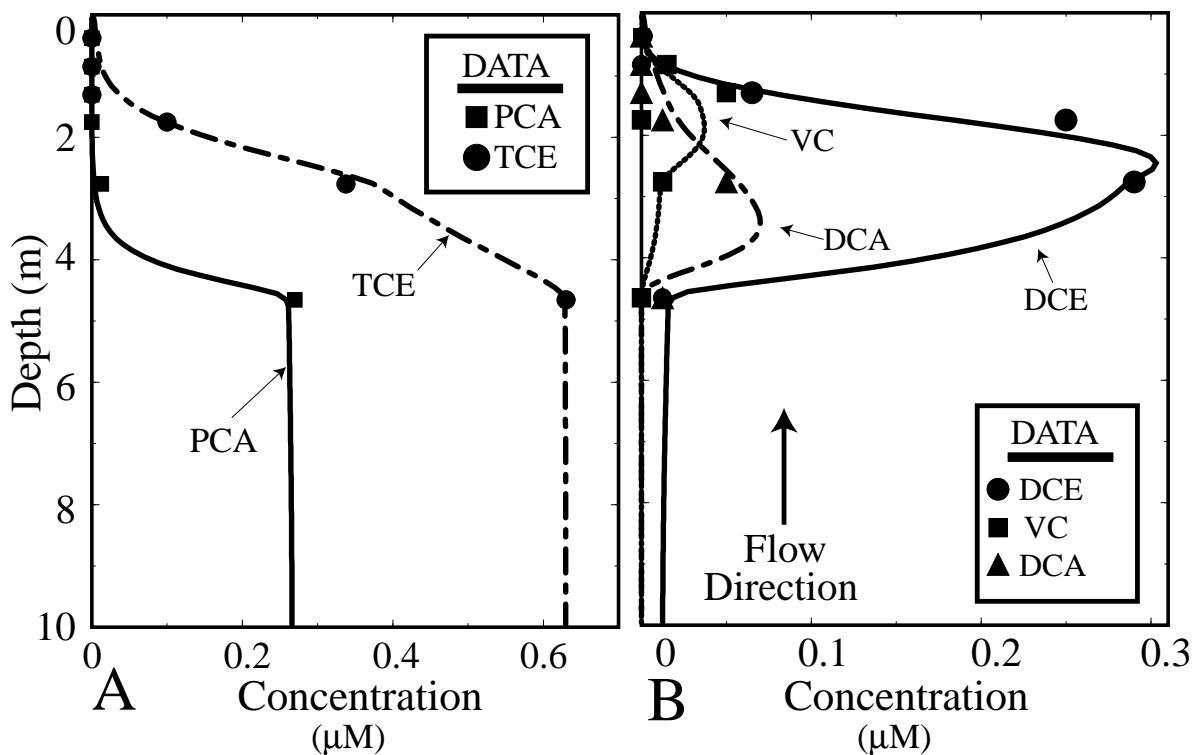 0
2
4
6
8
10
Depth (m)
DATA
PCA
TCE
TCE
PCA
0
0.2
0.4
0.6
A
Concentration
(μM)
VC
DCA
DCE
DATA
DCE
VC
DCA
Flow
Direction
0
0.1
0.2
0.3
B
Concentration
(μM)